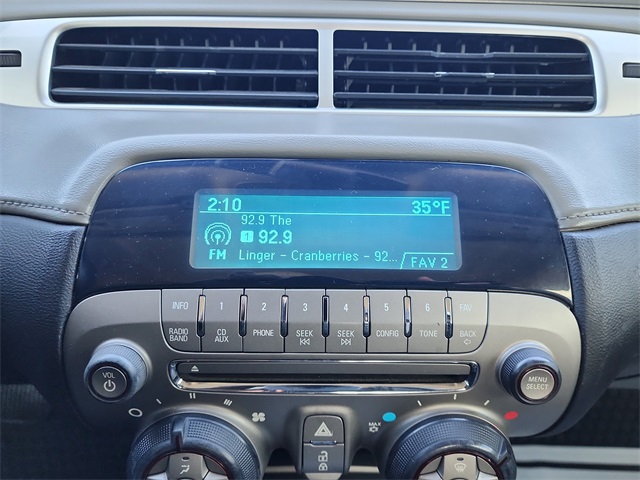 2:10 35°F
92.9 The
1 92.9
FM Linger - Cranberries - 92... FAV 2
INFO 1 2 3 4 5 6 FAV
RADIO BAND CD AUX PHONE SEEK SEEK CONFIG TONE BACK
VOL
MENU SELECT
MAX